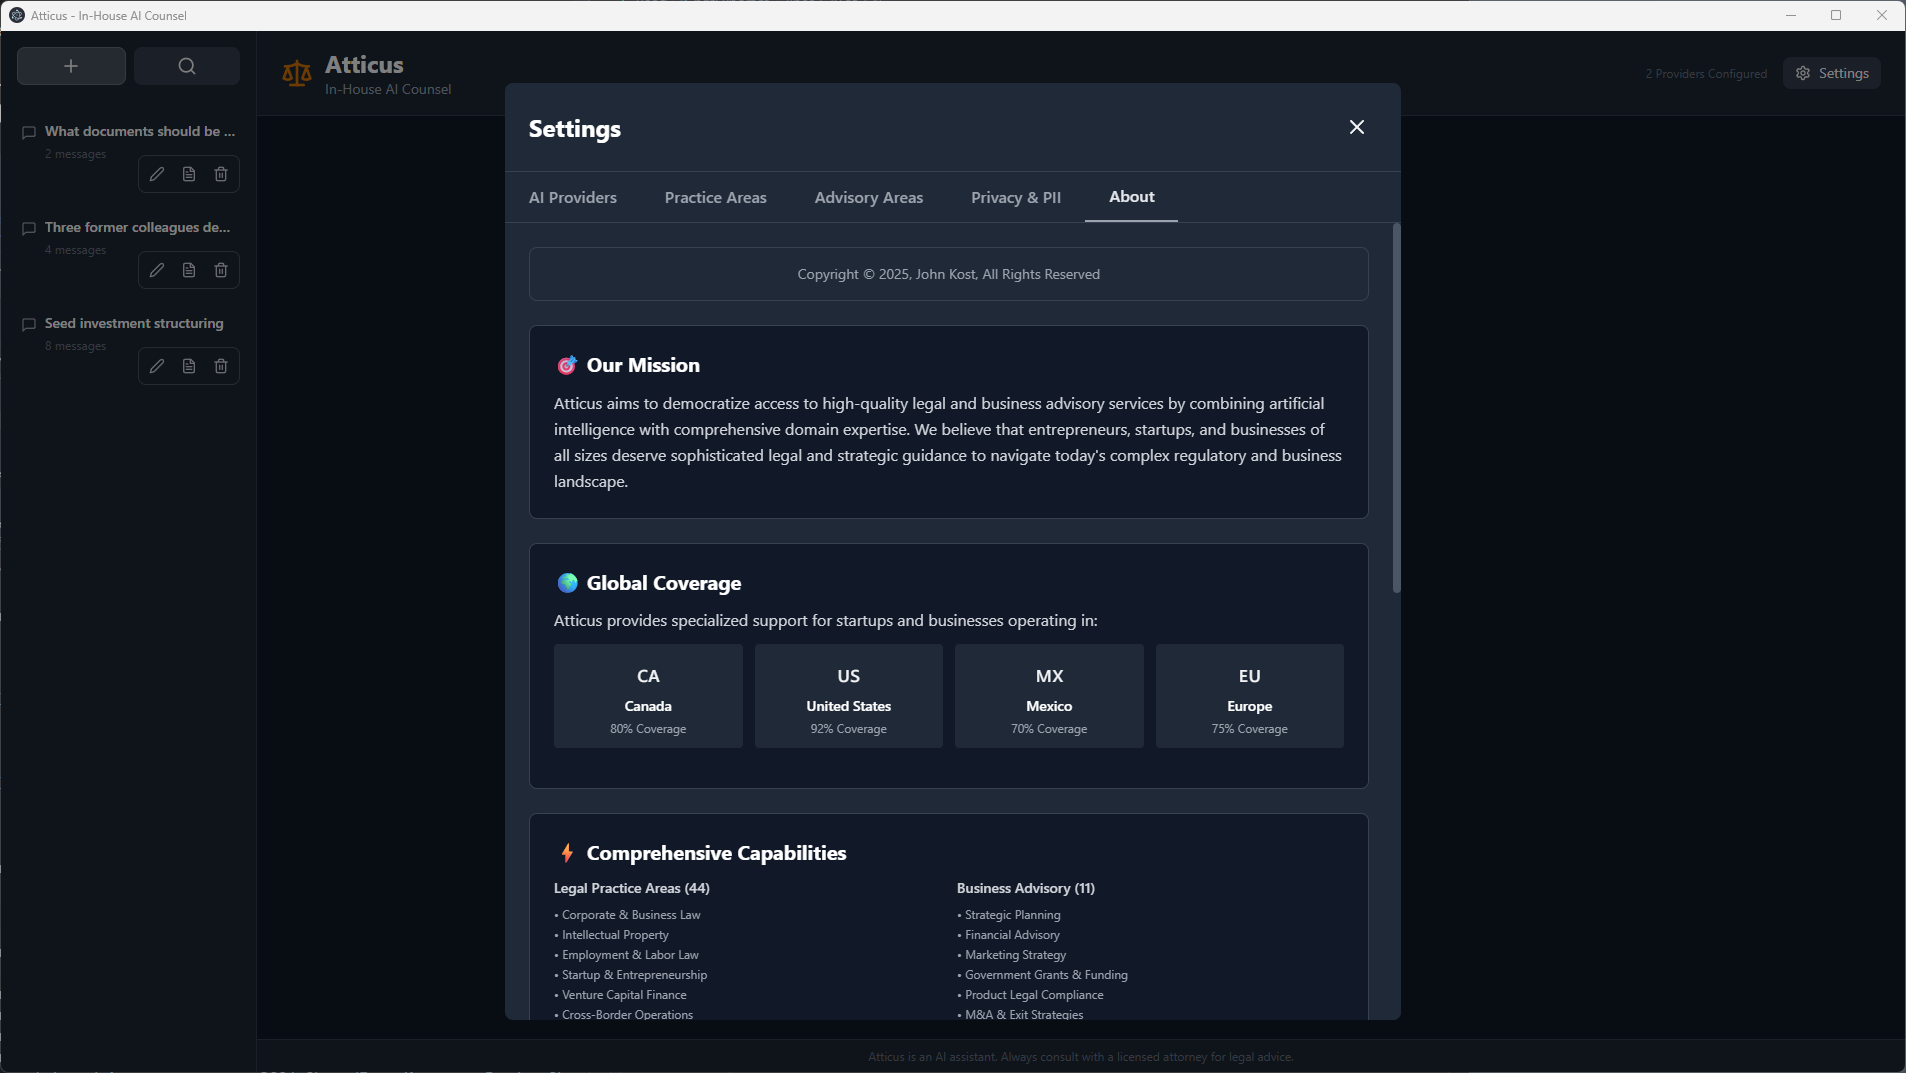 Atticus - In-House AI Counsel
Atticus
In-House AI Counsel
2 Providers Configured
Settings
What documents should be ...
2 messages
Three former colleagues de...
4 messages
Seed investment structuring
8 messages
Settings
AI Providers
Practice Areas
Advisory Areas
Privacy & PII
About
Copyright © 2025, John Kost, All Rights Reserved
🎯 Our Mission
Atticus aims to democratize access to high-quality legal and business advisory services by combining artificial
intelligence with comprehensive domain expertise. We believe that entrepreneurs, startups, and businesses of
all sizes deserve sophisticated legal and strategic guidance to navigate today's complex regulatory and business
landscape.
🌍 Global Coverage
Atticus provides specialized support for startups and businesses operating in:
CA
Canada
80% Coverage
US
United States
92% Coverage
MX
Mexico
70% Coverage
EU
Europe
75% Coverage
⚡ Comprehensive Capabilities
Legal Practice Areas (44)
• Corporate & Business Law
• Intellectual Property
• Employment & Labor Law
• Startup & Entrepreneurship
• Venture Capital Finance
• Cross-Border Operations
Business Advisory (11)
• Strategic Planning
• Financial Advisory
• Marketing Strategy
• Government Grants & Funding
• Product Legal Compliance
• M&A & Exit Strategies
Atticus is an AI assistant. Always consult with a licensed attorney for legal advice.